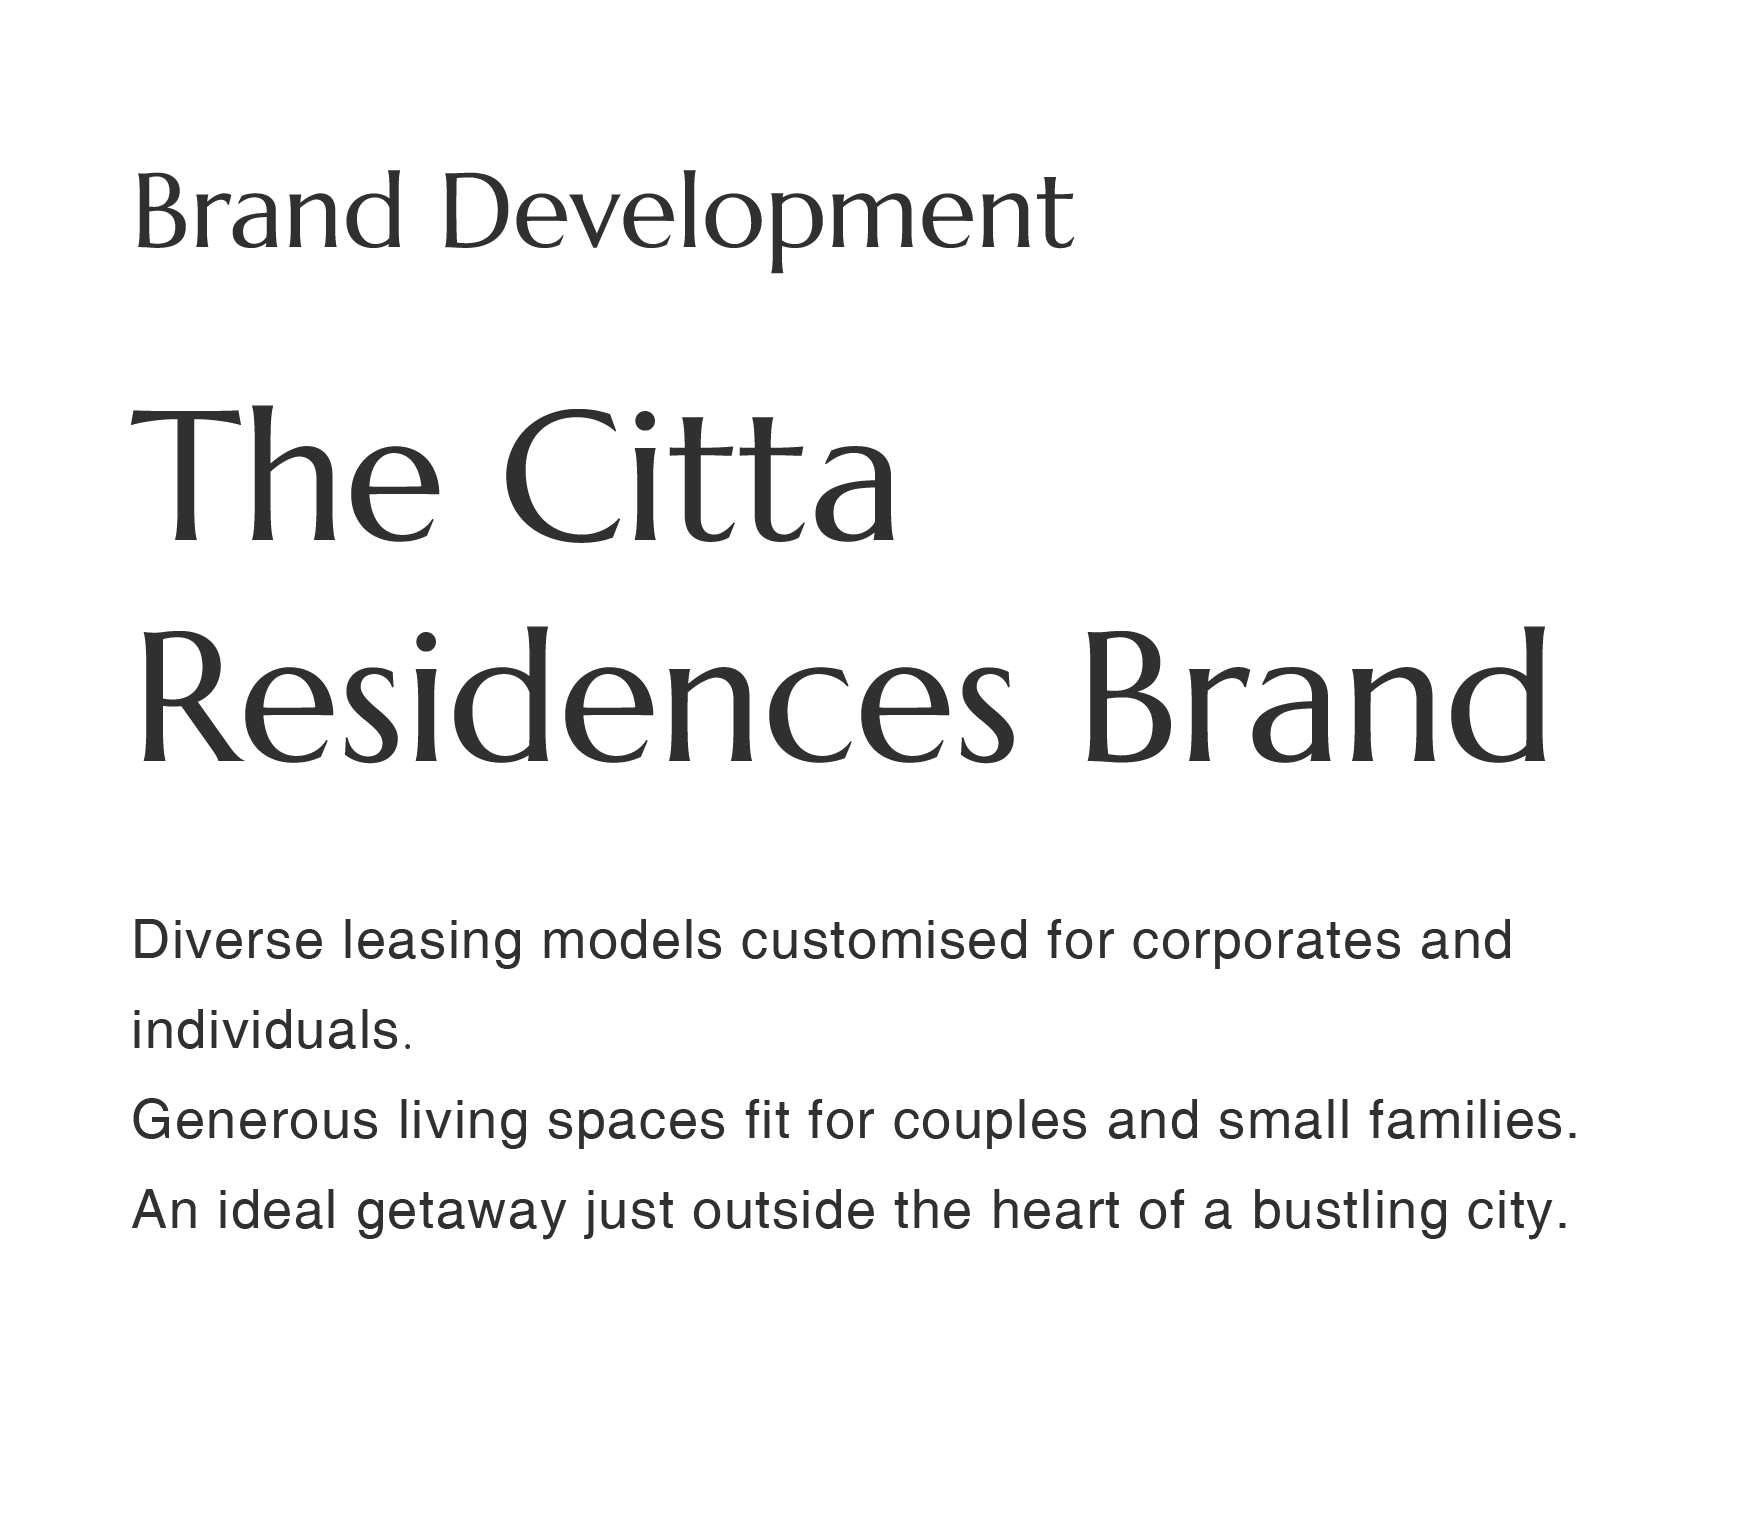 Brand Development
The Citta
Residences Brand
Diverse leasing models customised for corporates and
individuals.
Generous living spaces fit for couples and small families.
An ideal getaway just outside the heart of a bustling city.